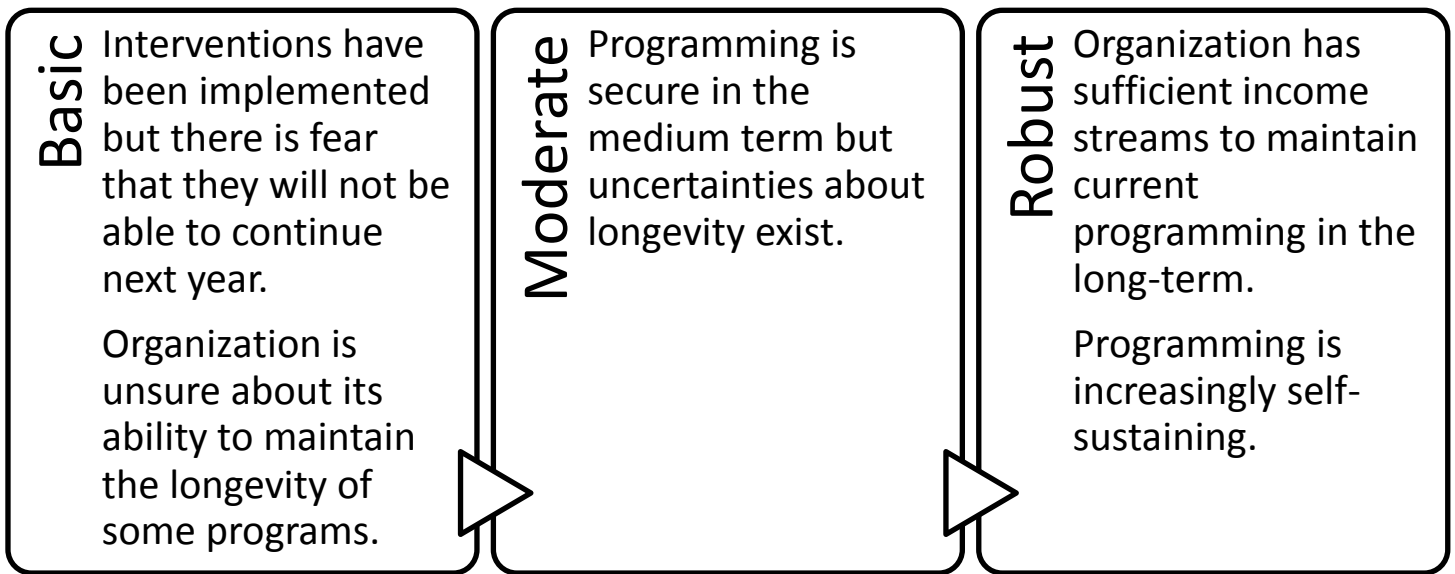 Basic
Interventions have
been implemented
but there is fear
that they will not be
able to continue
next year.
Organization is
unsure about its
ability to maintain
the longevity of
some programs.
Moderate
Programming is
secure in the
medium term but
uncertainties about
longevity exist.
Robust
Organization has
sufficient income
streams to maintain
current
programming in the
long-term.
Programming is
increasingly self-
sustaining.